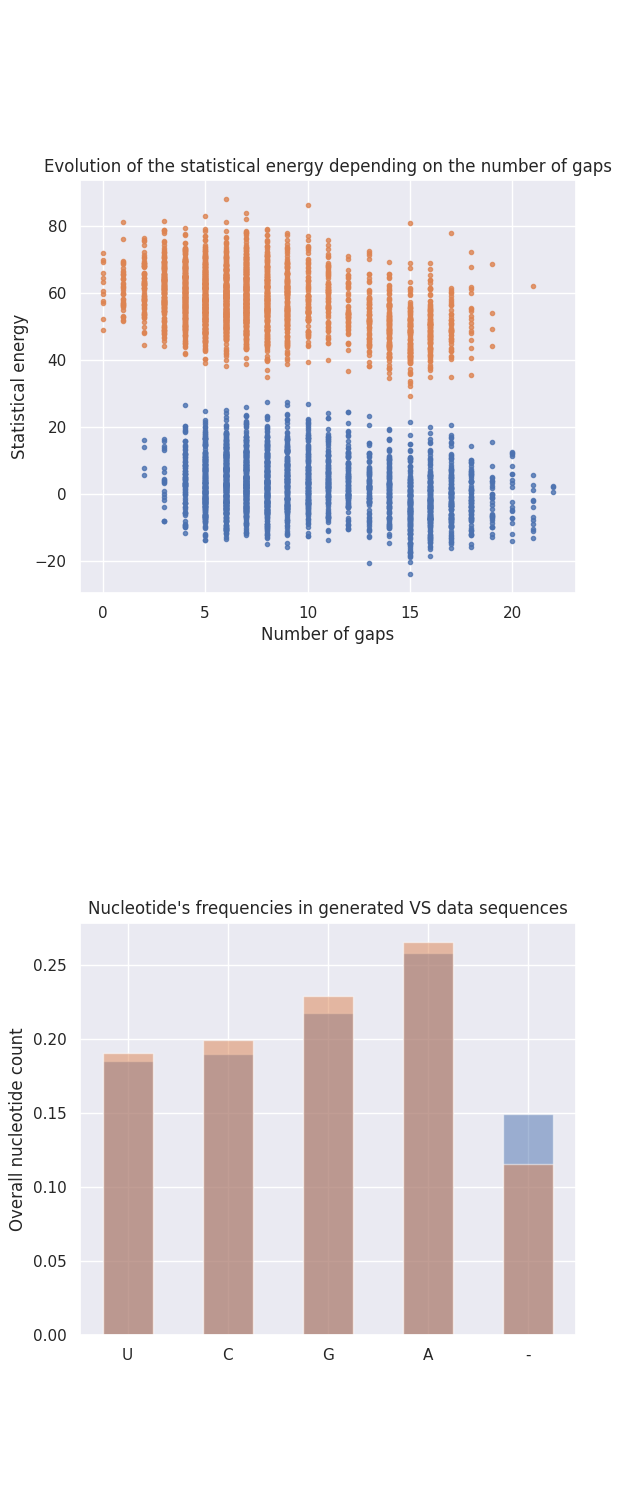 Evolution of the statistical energy depending on the number of gaps
80
60
40
20
0
−20
Statistical energy
0 5 10 15 20
Number of gaps
Nucleotide's frequencies in generated VS data sequences
0.25
0.20
0.15
0.10
0.05
0.00
Overall nucleotide count
U C G A -